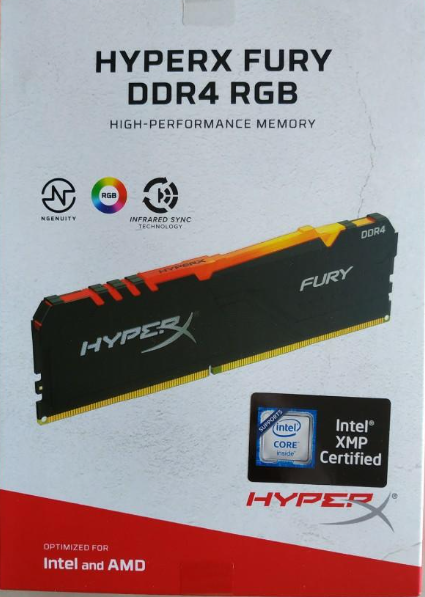 HYPERX FURY
DDR4 RGB
HIGH-PERFORMANCE MEMORY
NGENUITY
RGB
INFRARED SYNC
TECHNOLOGY
HYPERX
DDR4
FURY
HYPERX
SUPPORTS
intel
CORE
inside
Intel®
XMP
Certified
HYPERX®
OPTIMIZED FOR
Intel and AMD